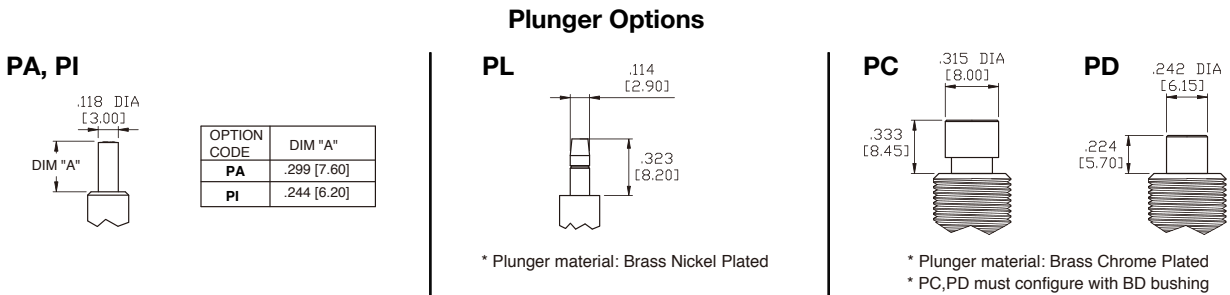 Plunger Options
PA, PI
.118 DIA
[3.00]
DIM "A"
OPTION CODE DIM "A"
PA .299 [7.60]
PI .244 [6.20]
PL
.114
[2.90]
.323
[8.20]
* Plunger material: Brass Nickel Plated
PC
.315 DIA
[8.00]
.333
[8.45]
PD
.242 DIA
[6.15]
.224
[5.70]
* Plunger material: Brass Chrome Plated
* PC,PD must configure with BD bushing